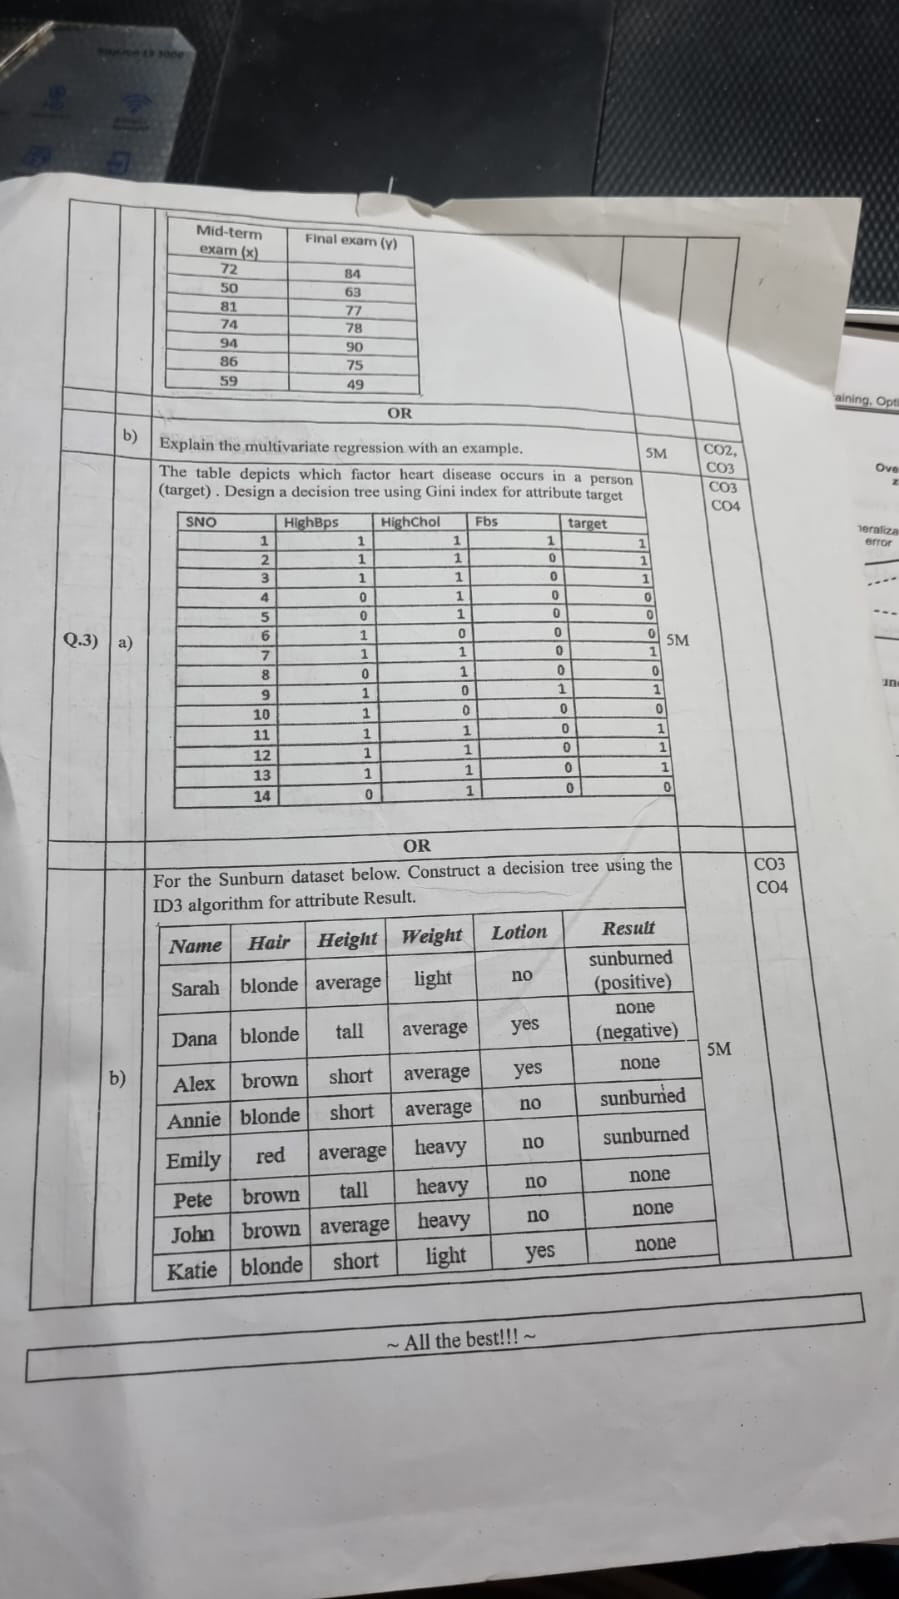 Mid-term exam (x) Final exam (y)
72 84
50 63
81 77
74 78
94 90
86 75
59 49
OR
b) Explain the multivariate regression with an example. 5M CO2, CO3
Q.3) a) The table depicts which factor heart disease occurs in a person
(target) . Design a decision tree using Gini index for attribute target
5M CO3 CO4
SNO HighBps HighChol Fbs target
1 1 1 1 1
2 1 1 0 1
3 1 1 0 1
4 0 1 0 0
5 0 1 0 0
6 1 0 0 0
7 1 1 0 1
8 0 1 0 0
9 1 0 1 1
10 1 0 0 0
11 1 1 0 1
12 1 1 0 1
13 1 1 0 1
14 0 1 0 0
OR
b) For the Sunburn dataset below. Construct a decision tree using the
ID3 algorithm for attribute Result.
5M CO3 CO4
Name Hair Height Weight Lotion Result
Sarah blonde average light no sunburned (positive)
Dana blonde tall average yes none (negative)
Alex brown short average yes none
Annie blonde short average no sunburned
Emily red average heavy no sunburned
Pete brown tall heavy no none
John brown average heavy no none
Katie blonde short light yes none
~ All the best!!! ~
error